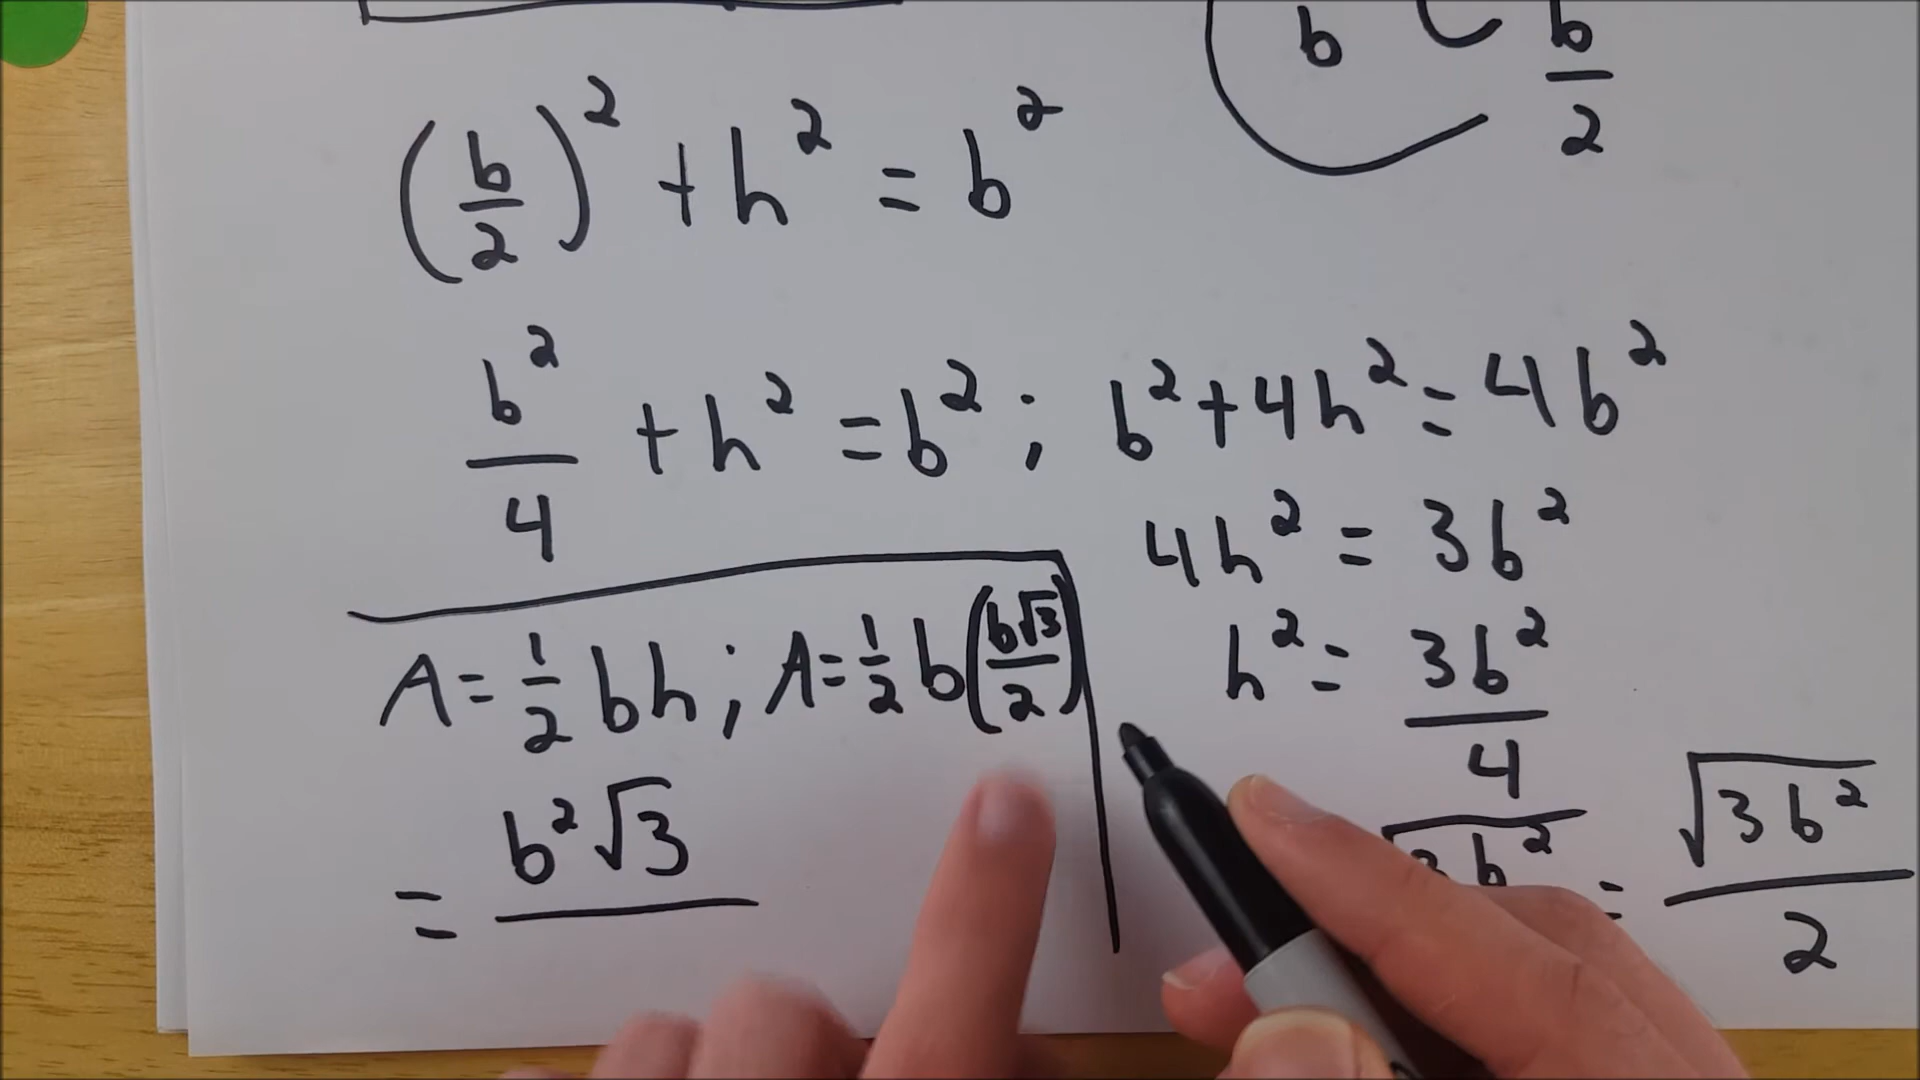 b b/2
(b/2)² + h² = b²
b²/4 + h² = b² ; b² + 4h² = 4b²
4h² = 3b²
h² = 3b²/4
A = 1/2 bh ; A = 1/2 b(b√3/2)
= b²√3
b² = √3b²/2